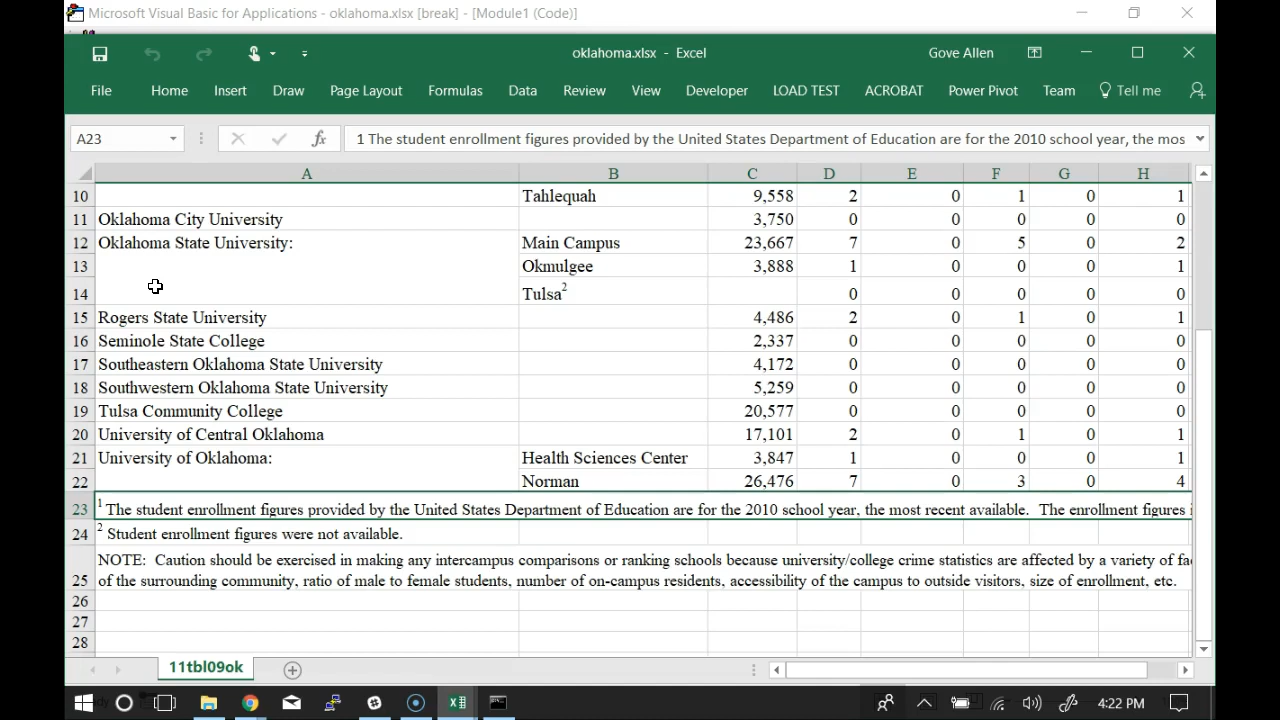 Microsoft Visual Basic for Applications - oklahoma.xlsx [break] - [Module1 (Code)]
oklahoma.xlsx - Excel
Gove Allen
File Home Insert Draw Page Layout Formulas Data Review View Developer LOAD TEST ACROBAT Power Pivot Team Tell me
A23 fx 1 The student enrollment figures provided by the United States Department of Education are for the 2010 school year, the mos
A B C D E F G H
10 Tahlequah 9,558 2 0 1 0 1
11 Oklahoma City University 3,750 0 0 0 0 0
12 Oklahoma State University: Main Campus 23,667 7 0 5 0 2
13 Okmulgee 3,888 1 0 0 0 1
14 Tulsa2 0 0 0 0 0
15 Rogers State University 4,486 2 0 1 0 1
16 Seminole State College 2,337 0 0 0 0 0
17 Southeastern Oklahoma State University 4,172 0 0 0 0 0
18 Southwestern Oklahoma State University 5,259 0 0 0 0 0
19 Tulsa Community College 20,577 0 0 0 0 0
20 University of Central Oklahoma 17,101 2 0 1 0 1
21 University of Oklahoma: Health Sciences Center 3,847 1 0 0 0 1
22 Norman 26,476 7 0 3 0 4
23 1 The student enrollment figures provided by the United States Department of Education are for the 2010 school year, the most recent available. The enrollment figures i
24 2 Student enrollment figures were not available.
NOTE: Caution should be exercised in making any intercampus comparisons or ranking schools because university/college crime statistics are affected by a variety of fac
25 of the surrounding community, ratio of male to female students, number of on-campus residents, accessibility of the campus to outside visitors, size of enrollment, etc.
26
27
28
11tbl09ok
4:22 PM